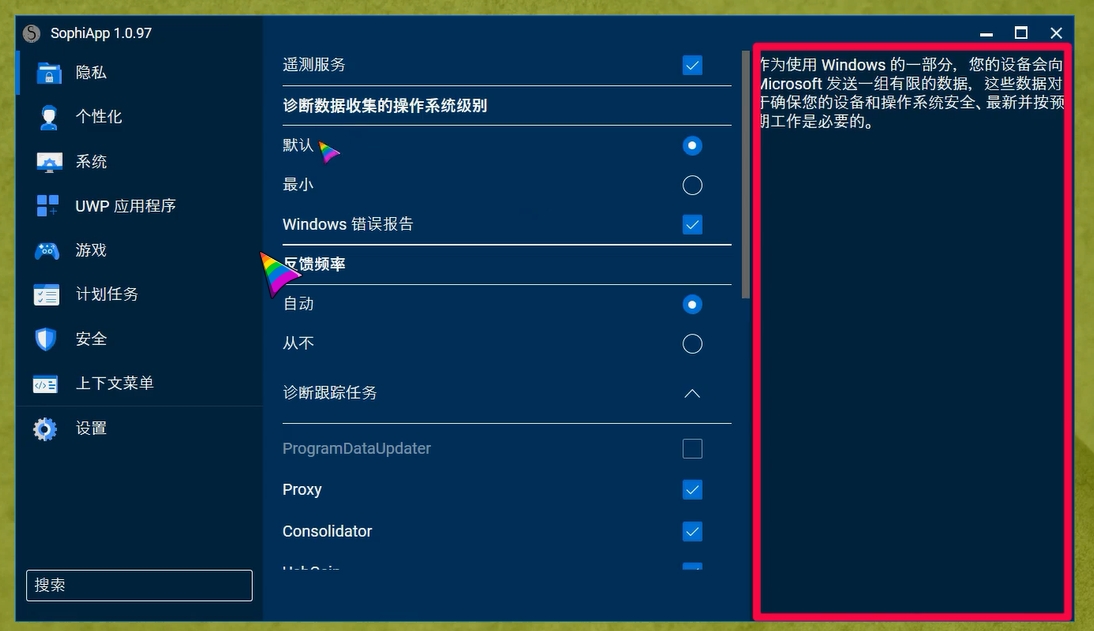 SophiApp 1.0.97
隐私
个性化
系统
UWP 应用程序
游戏
计划任务
安全
上下文菜单
设置
搜索
遥测服务
诊断数据收集的操作系统级别
默认
最小
Windows 错误报告
反馈频率
自动
从不
诊断跟踪任务
ProgramDataUpdater
Proxy
Consolidator
作为使用 Windows 的一部分，您的设备会向
Microsoft 发送一组有限的数据，这些数据对
于确保您的设备和操作系统安全、最新并按预
期工作是必要的。